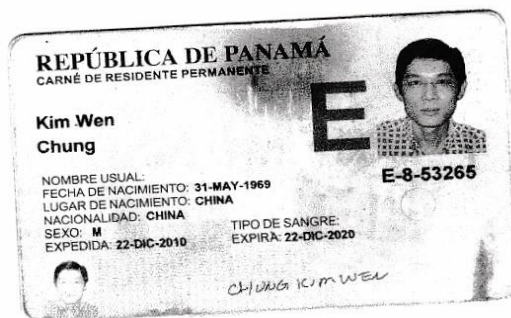 REPÚBLICA DE PANAMÁ
CARNÉ DE RESIDENTE PERMANENTE
E
Kim Wen
Chung
E-8-53265
NOMBRE USUAL:
FECHA DE NACIMIENTO: 31-MAY-1969
LUGAR DE NACIMIENTO: CHINA
NACIONALIDAD: CHINA
SEXO: M TIPO DE SANGRE:
EXPEDIDA: 22-DIC-2010 EXPIRA: 22-DIC-2020
CHUNG KIM WEN